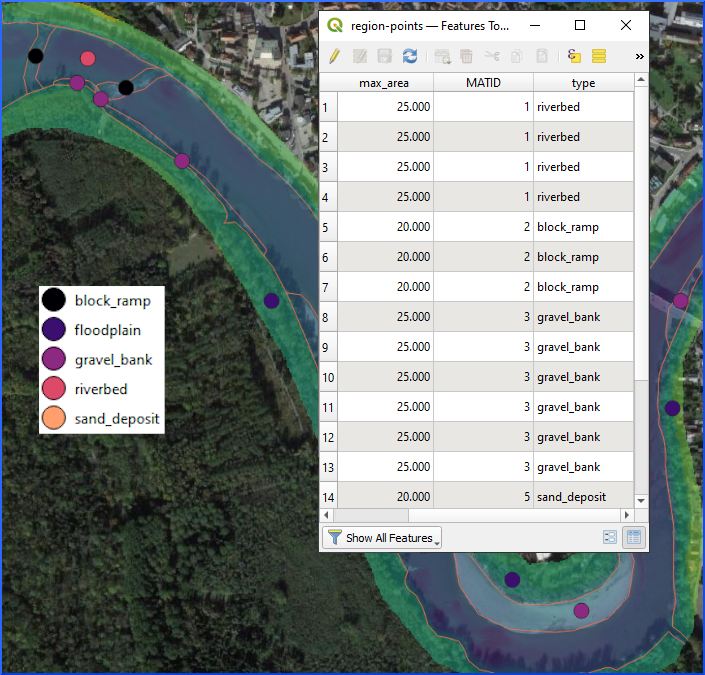 region-points — Features To...
max_area MATID type
1 25.000 1 riverbed
2 25.000 1 riverbed
3 25.000 1 riverbed
4 25.000 1 riverbed
5 20.000 2 block_ramp
6 20.000 2 block_ramp
7 20.000 2 block_ramp
8 25.000 3 gravel_bank
9 25.000 3 gravel_bank
10 25.000 3 gravel_bank
11 25.000 3 gravel_bank
12 25.000 3 gravel_bank
13 25.000 3 gravel_bank
14 20.000 5 sand_deposit
Show All Features
block_ramp
floodplain
gravel_bank
riverbed
sand_deposit